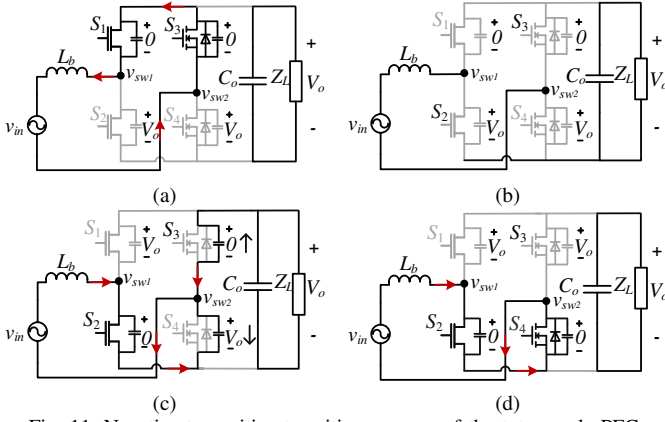 S1
+
0
-
S3
+
0
-
Lb
vsw1
vsw2
Co
ZL
+
Vo
-
vin
S2
+
Vo
-
S4
+
Vo
-
(a)
S1
+
0
-
S3
+
0
-
Lb
vsw1
vsw2
Co
ZL
+
Vo
-
vin
S2
+
Vo
-
S4
+
Vo
-
(b)
S1
+
Vo
-
S3
+
0
-
↑
Lb
vsw1
vsw2
Co
ZL
+
Vo
-
vin
S2
+
0
-
S4
+
Vo
-
↓
(c)
S1
+
Vo
-
S3
+
Vo
-
Lb
vsw1
vsw2
Co
ZL
+
Vo
-
vin
S2
+
0
-
S4
+
0
-
(d)
Fig. 11. Negative to positive transition process of the totem-pole PFC